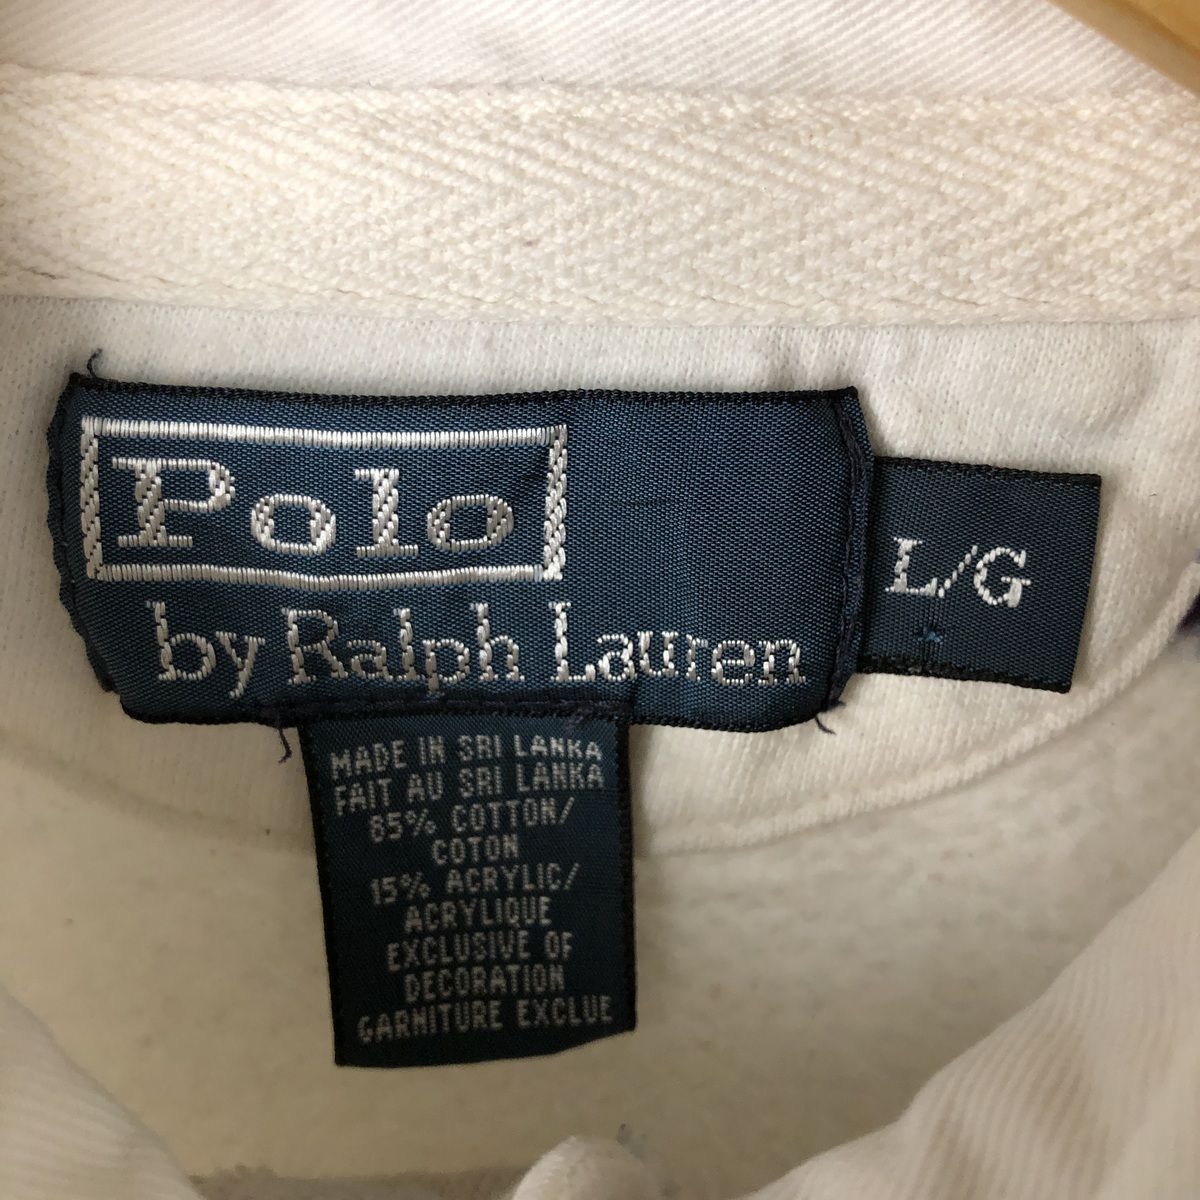 Polo
by Ralph Lauren
L/G
MADE IN SRI LANKA
FAIT AU SRI LANKA
85% COTTON/
COTON
15% ACRYLIC/
ACRYLIQUE
EXCLUSIVE OF
DECORATION
GARNITURE EXCLUE